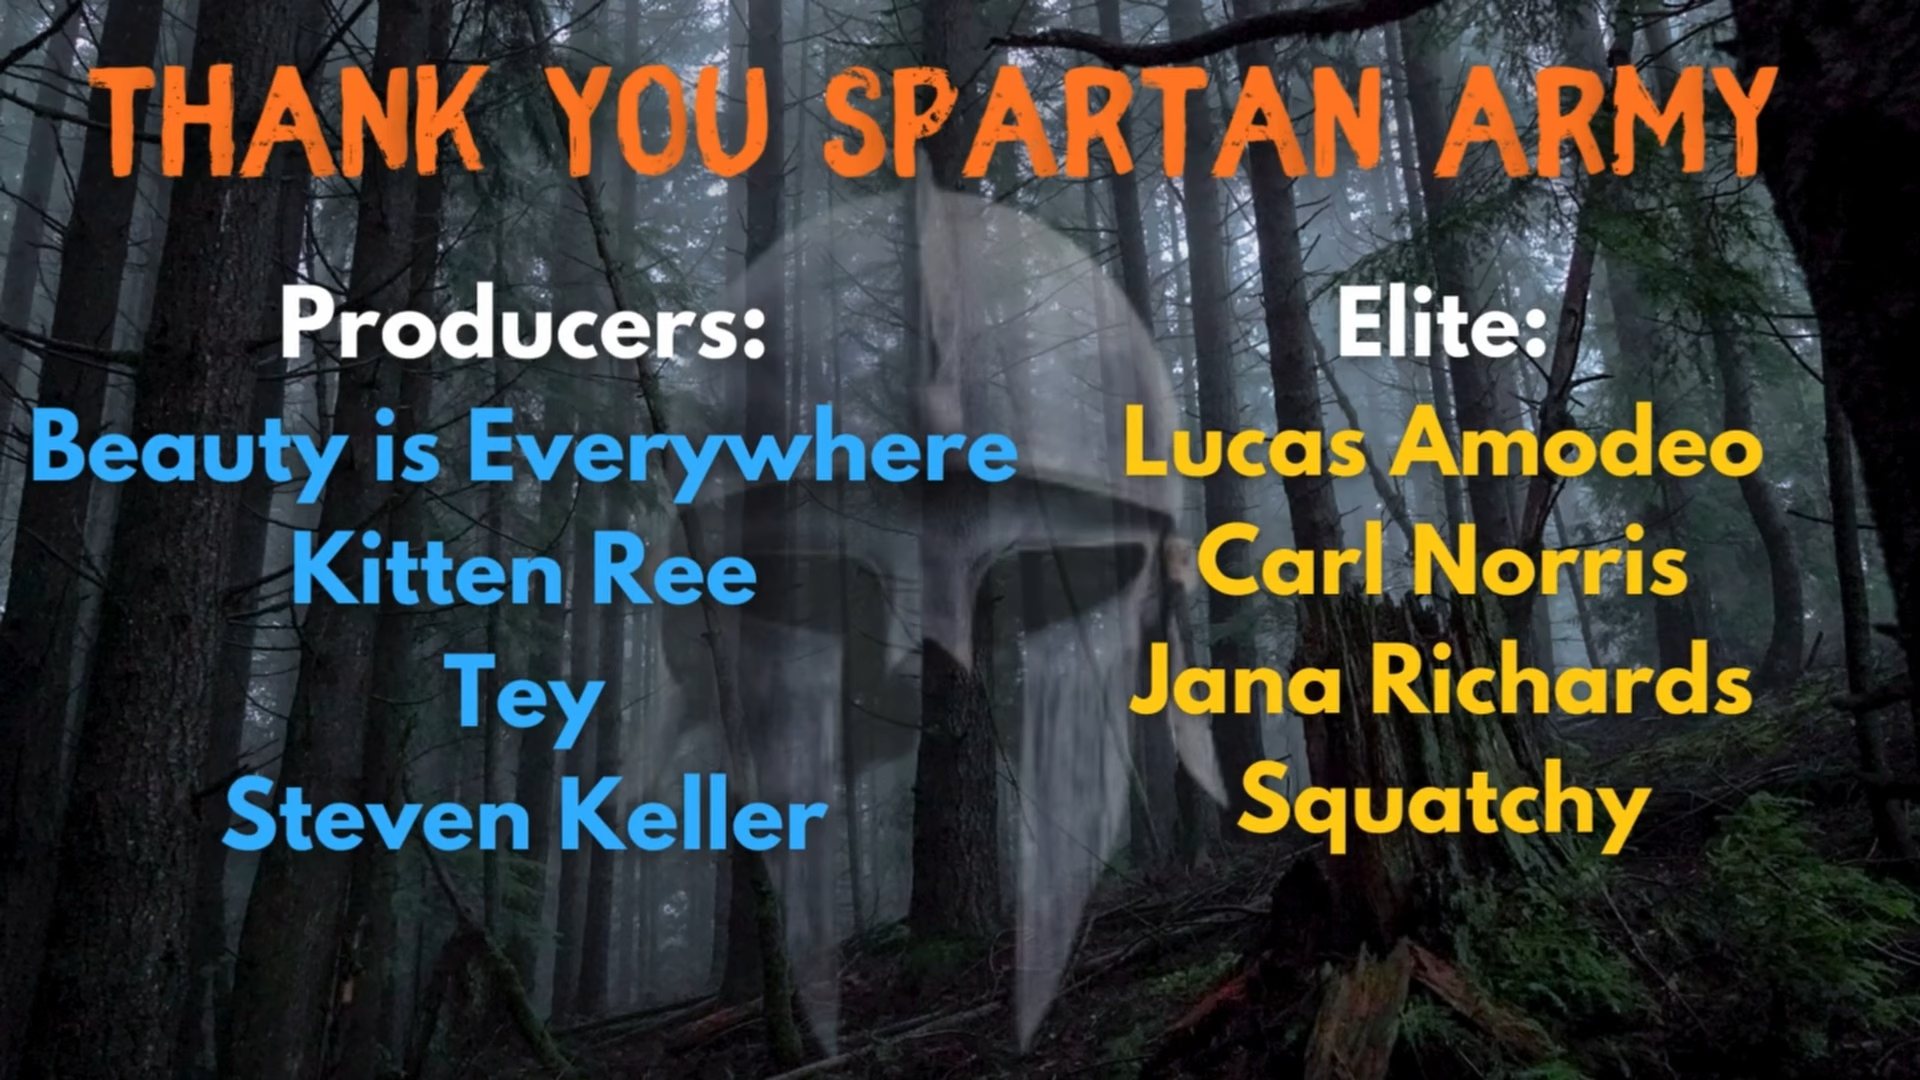 THANK YOU SPARTAN ARMY
Producers:
Beauty is Everywhere
Kitten Ree
Tey
Steven Keller
Elite:
Lucas Amodeo
Carl Norris
Jana Richards
Squatchy